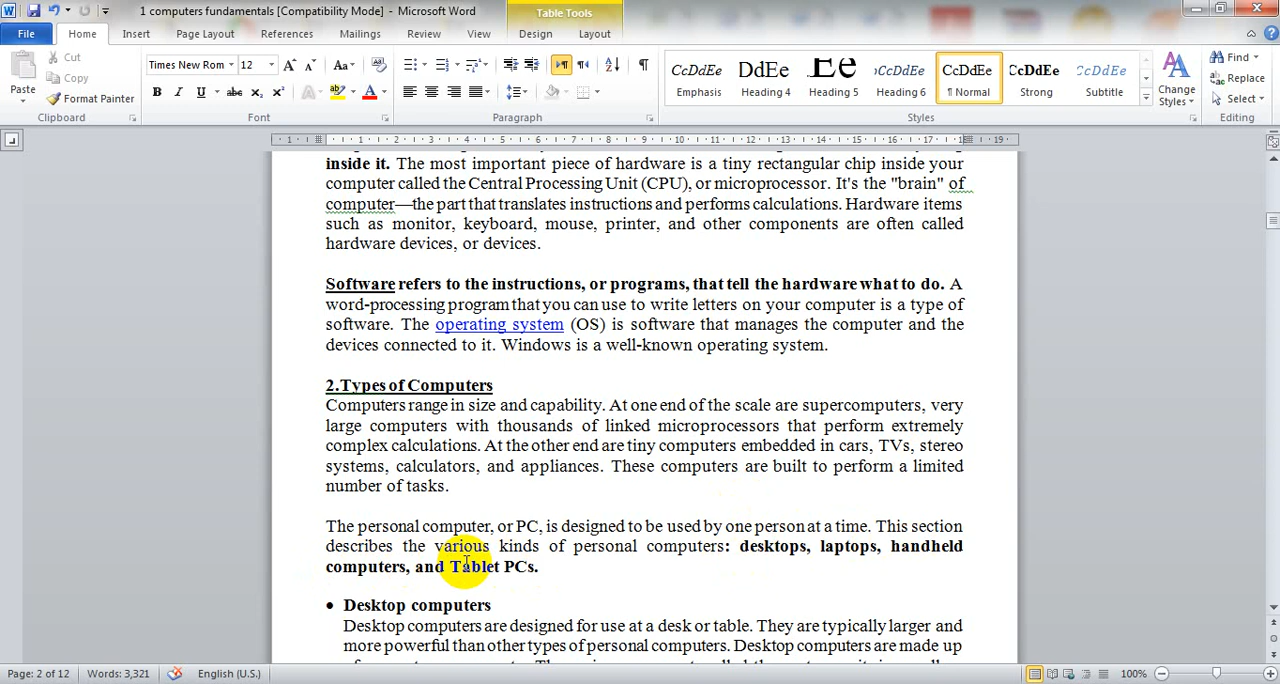 1 computers fundamentals [Compatibility Mode] - Microsoft Word
Table Tools
File Home Insert Page Layout References Mailings Review View Design Layout
Paste
Cut
Copy
Format Painter
Clipboard
Times New Rom 12
Font
Paragraph
CcDdEe DdEe Ee cCcDdEe CcDdEe CcDdEe CcDdEe
Emphasis Heading 4 Heading 5 Heading 6 ¶ Normal Strong Subtitle
Change Styles
Styles
Find
Replace
Select
Editing
inside it. The most important piece of hardware is a tiny rectangular chip inside your
computer called the Central Processing Unit (CPU), or microprocessor. It's the "brain" of
computer—the part that translates instructions and performs calculations. Hardware items
such as monitor, keyboard, mouse, printer, and other components are often called
hardware devices, or devices.
Software refers to the instructions, or programs, that tell the hardware what to do. A
word-processing program that you can use to write letters on your computer is a type of
software. The operating system (OS) is software that manages the computer and the
devices connected to it. Windows is a well-known operating system.
2.Types of Computers
Computers range in size and capability. At one end of the scale are supercomputers, very
large computers with thousands of linked microprocessors that perform extremely
complex calculations. At the other end are tiny computers embedded in cars, TVs, stereo
systems, calculators, and appliances. These computers are built to perform a limited
number of tasks.
The personal computer, or PC, is designed to be used by one person at a time. This section
describes the various kinds of personal computers: desktops, laptops, handheld
computers, and Tablet PCs.
• Desktop computers
Desktop computers are designed for use at a desk or table. They are typically larger and
more powerful than other types of personal computers. Desktop computers are made up
Page: 2 of 12 Words: 3,321 English (U.S.) 100%